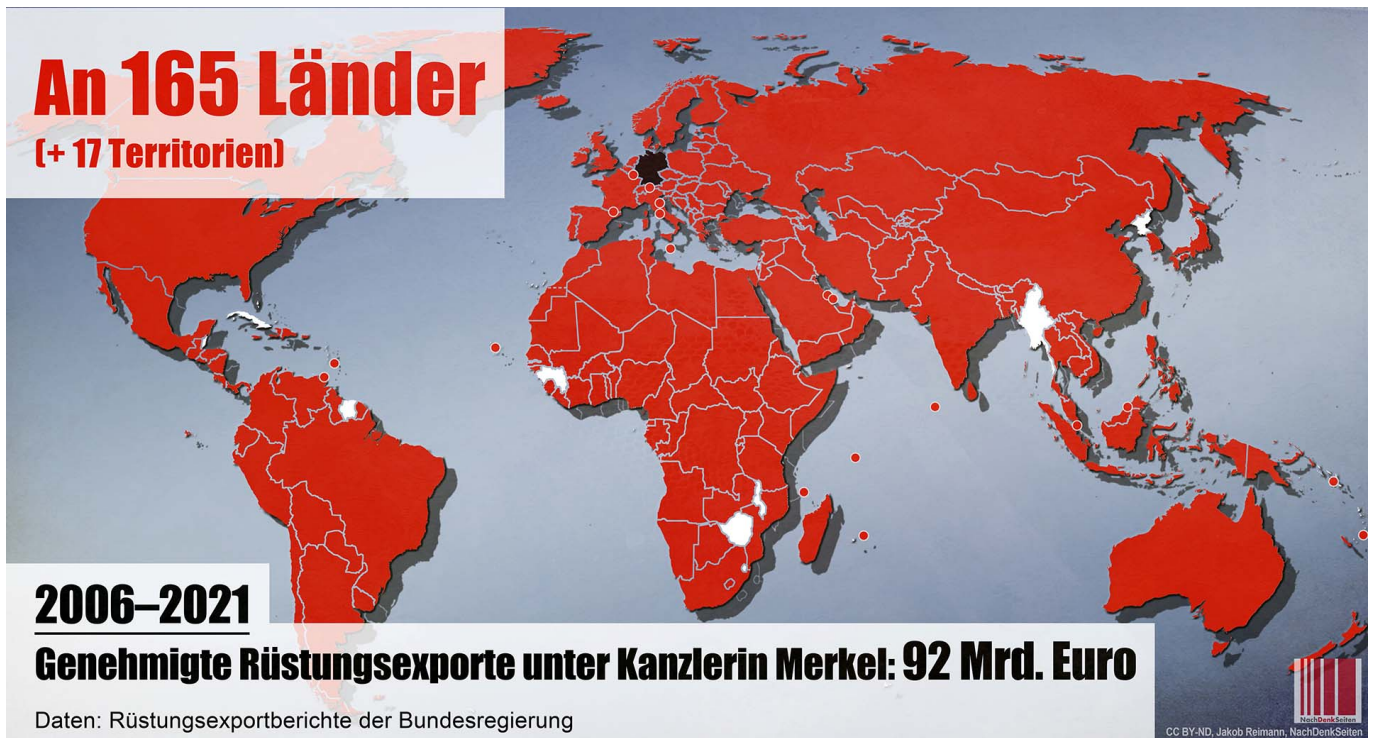 An 165 Länder
(+ 17 Territorien)
2006–2021
Genehmigte Rüstungsexporte unter Kanzlerin Merkel: 92 Mrd. Euro
Daten: Rüstungsexportberichte der Bundesregierung
NachDenkSeiten
CC BY-ND, Jakob Reimann, NachDenkSeiten